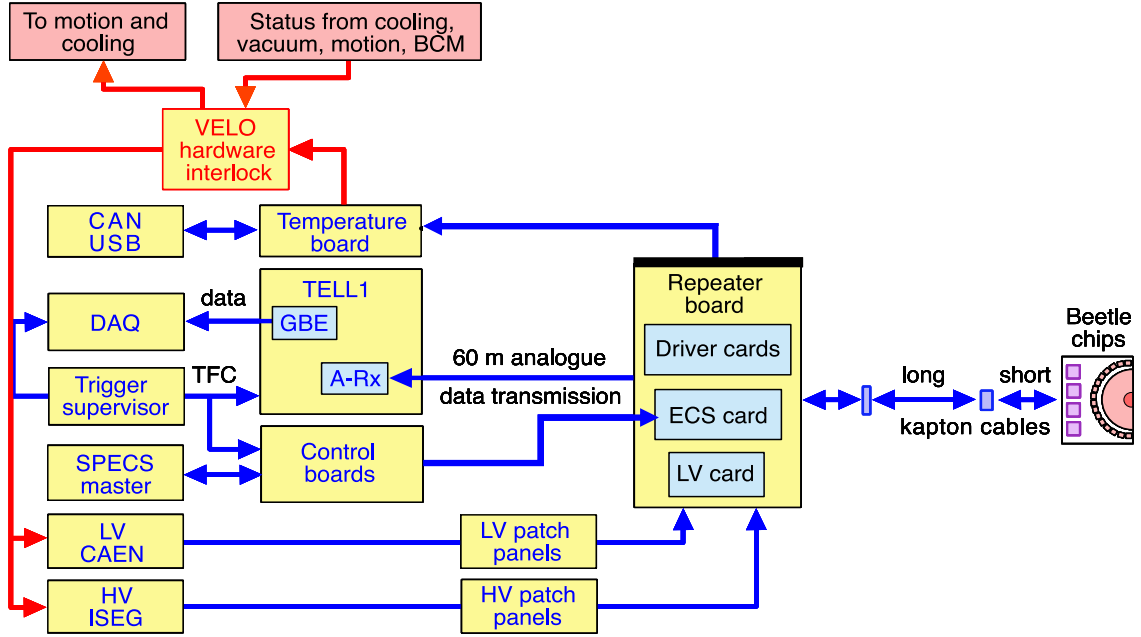 To motion and
cooling
Status from cooling,
vacuum, motion, BCM
VELO
hardware
interlock
CAN
USB
Temperature
board
TELL1
GBE
A-Rx
data
DAQ
Trigger
supervisor
TFC
SPECS
master
Control
boards
LV
CAEN
LV patch
panels
HV
ISEG
HV patch
panels
60 m analogue
data transmission
Repeater
board
Driver cards
ECS card
LV card
long
short
kapton cables
Beetle
chips